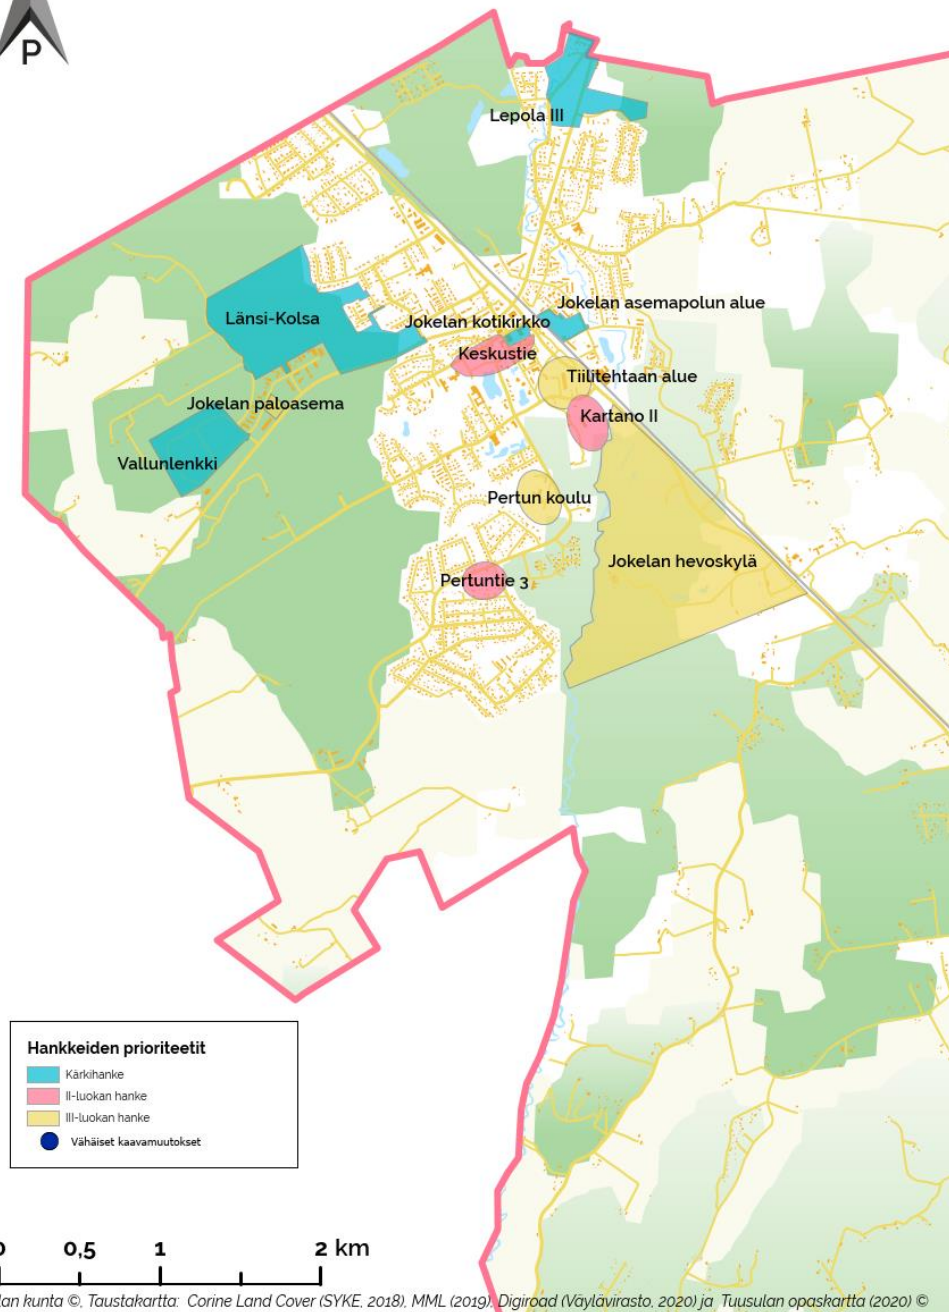 P
Lepola III
Jokelan asemapolun alue
Länsi-Kolsa
Jokelan kotikirkko
Keskustie
Tiilitehtaan alue
Jokelan paloasema
Kartano II
Vallunlenkki
Pertun koulu
Jokelan hevoskylä
Pertuntie 3
Hankkeiden prioriteetit
Kärkihanke
II-luokan hanke
III-luokan hanke
Vähäiset kaavamuutokset
0 0,5 1 2 km
lan kunta ©, Taustakartta: Corine Land Cover (SYKE, 2018), MML (2019), Digiroad (Väylävirasto, 2020) ja Tuusulan opaskartta (2020) ©